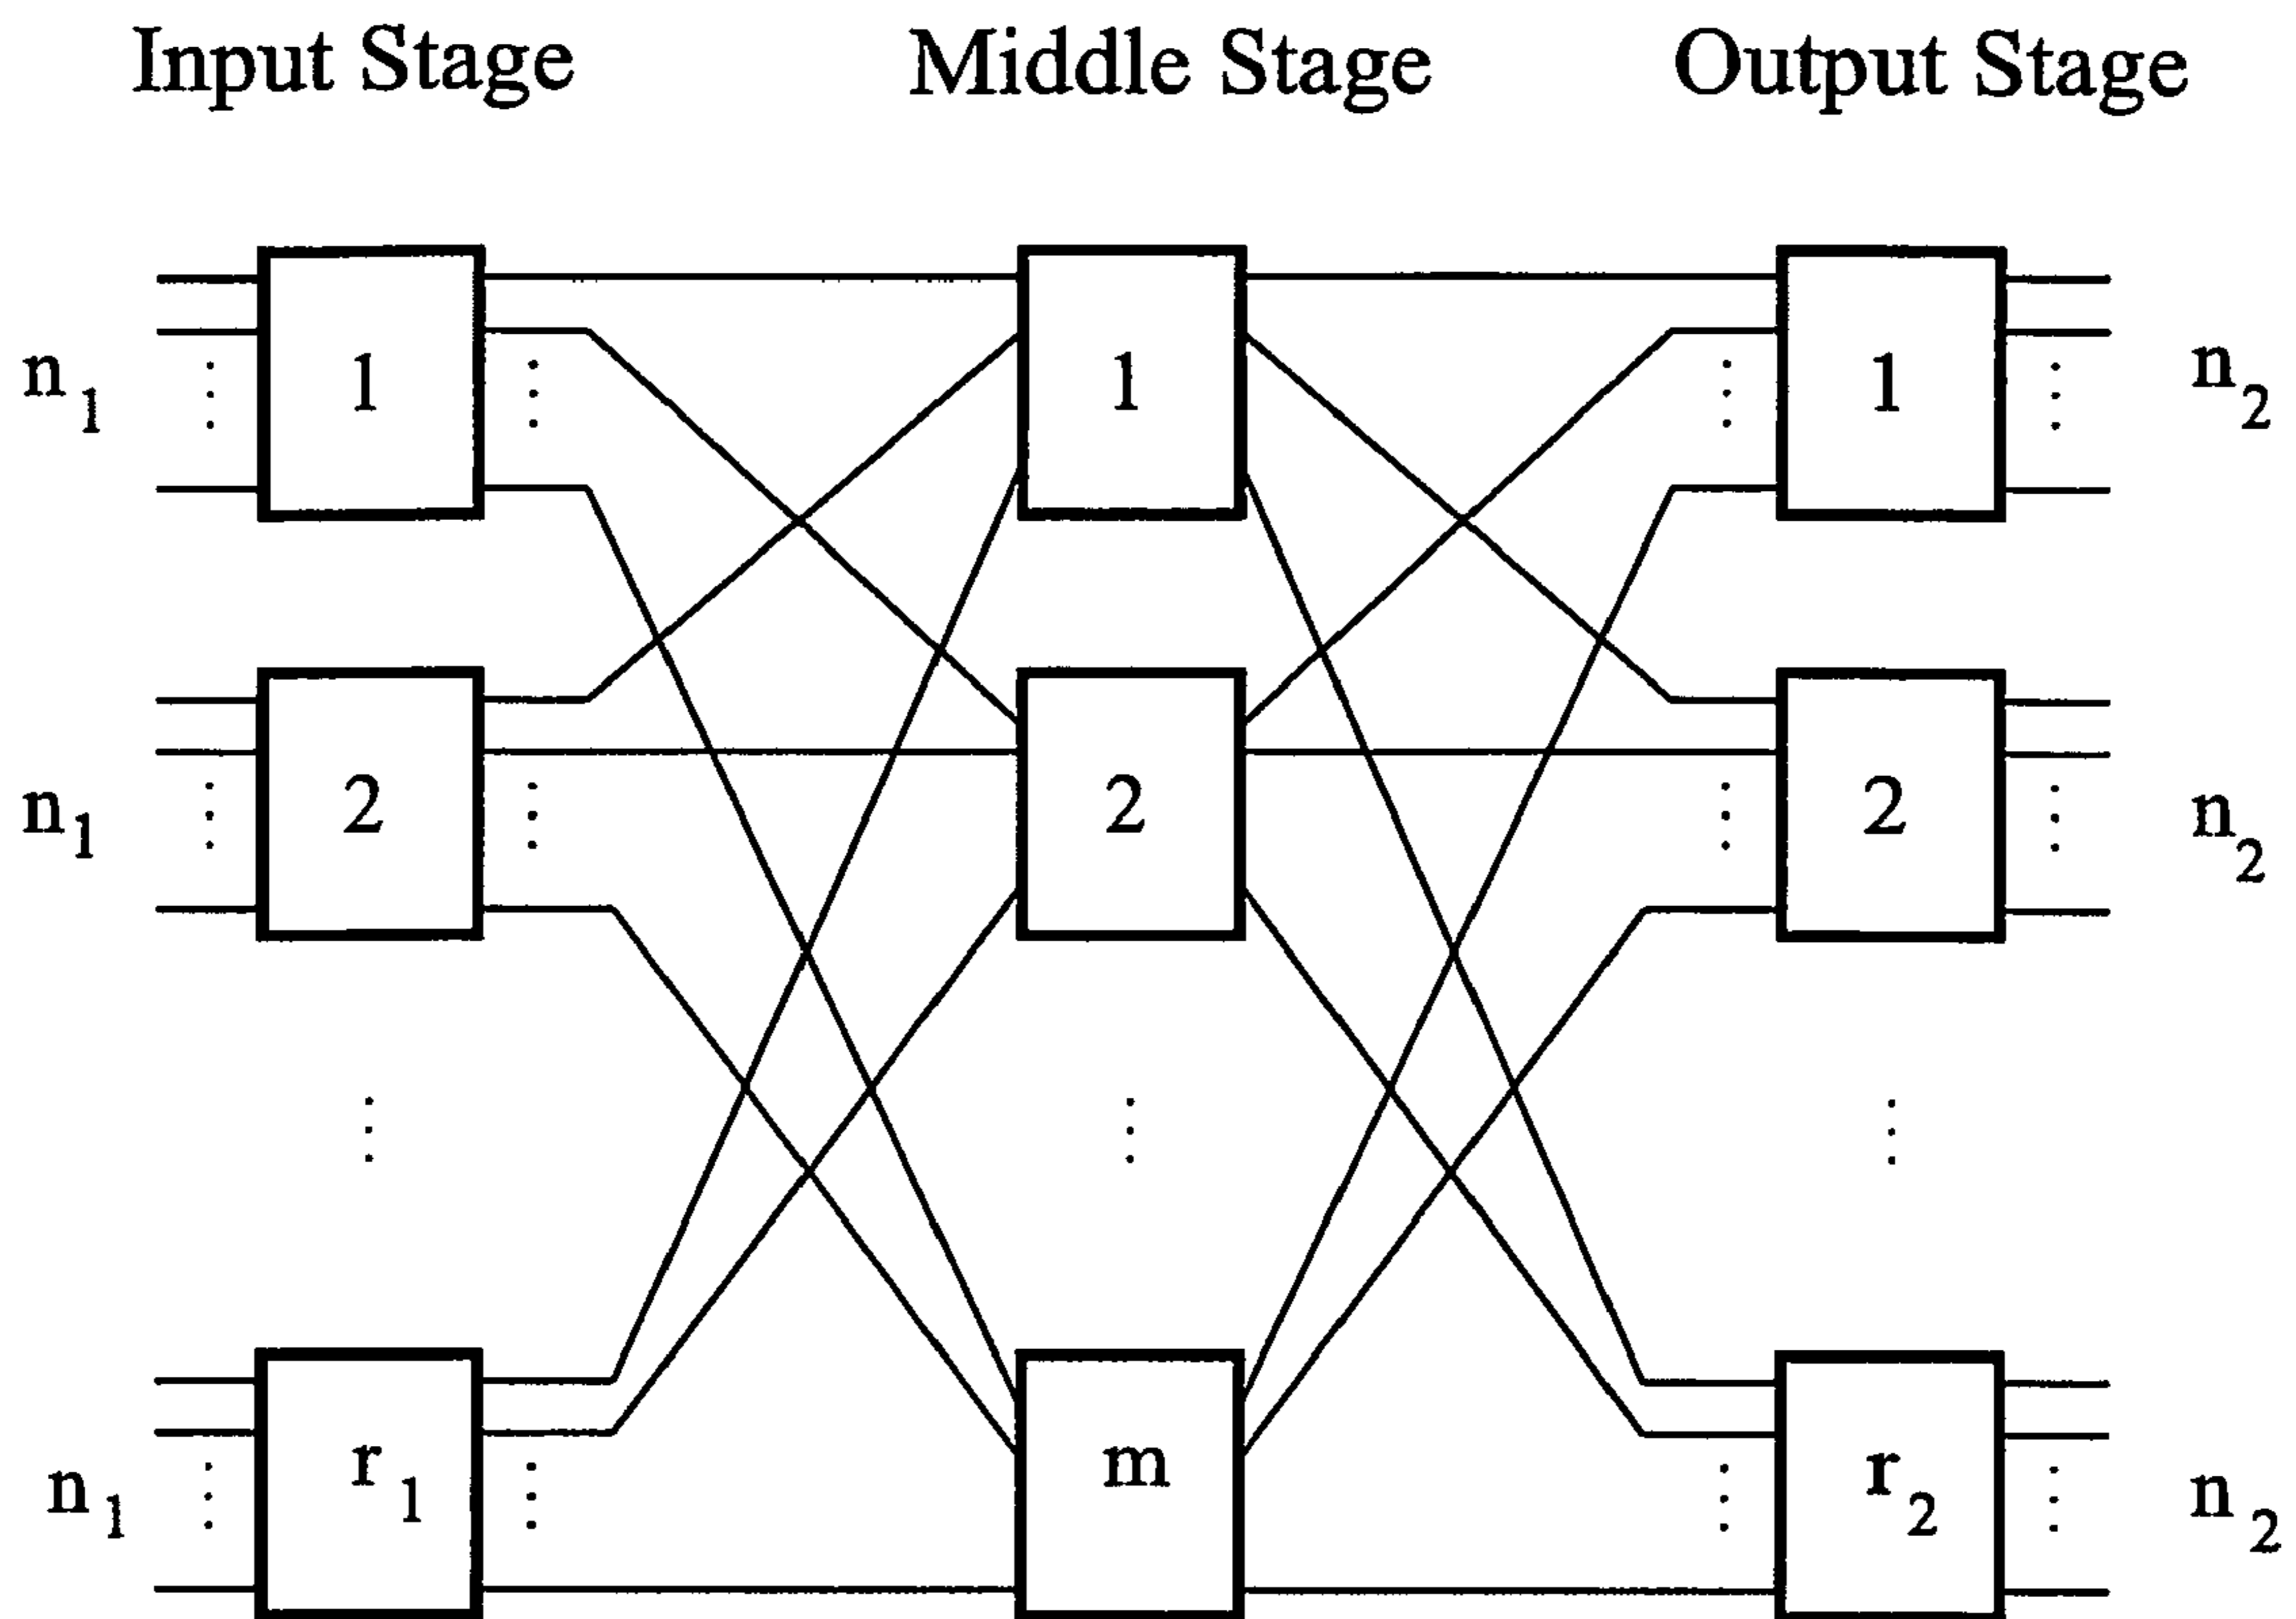 Input Stage Middle Stage Output Stage
n₁ 1 1 1 n₂
n₁ 2 2 2 n₂
n₁ r₁ m r₂ n₂